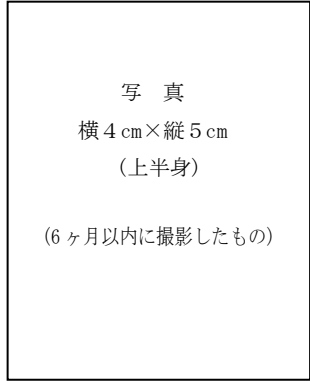 写　真
横４cm×縦５cm
（上半身）
（6 ヶ月以内に撮影したもの）